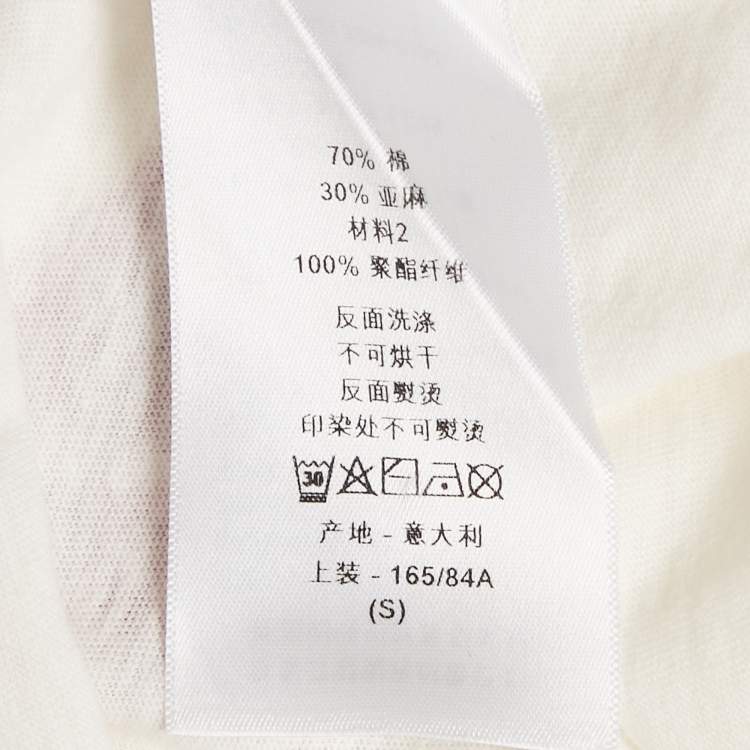 70% 棉
30% 亚麻
材料2
100% 聚酯纤维
反面洗涤
不可烘干
反面熨烫
印染处不可熨烫
30
产地 - 意大利
上装 - 165/84A
(S)